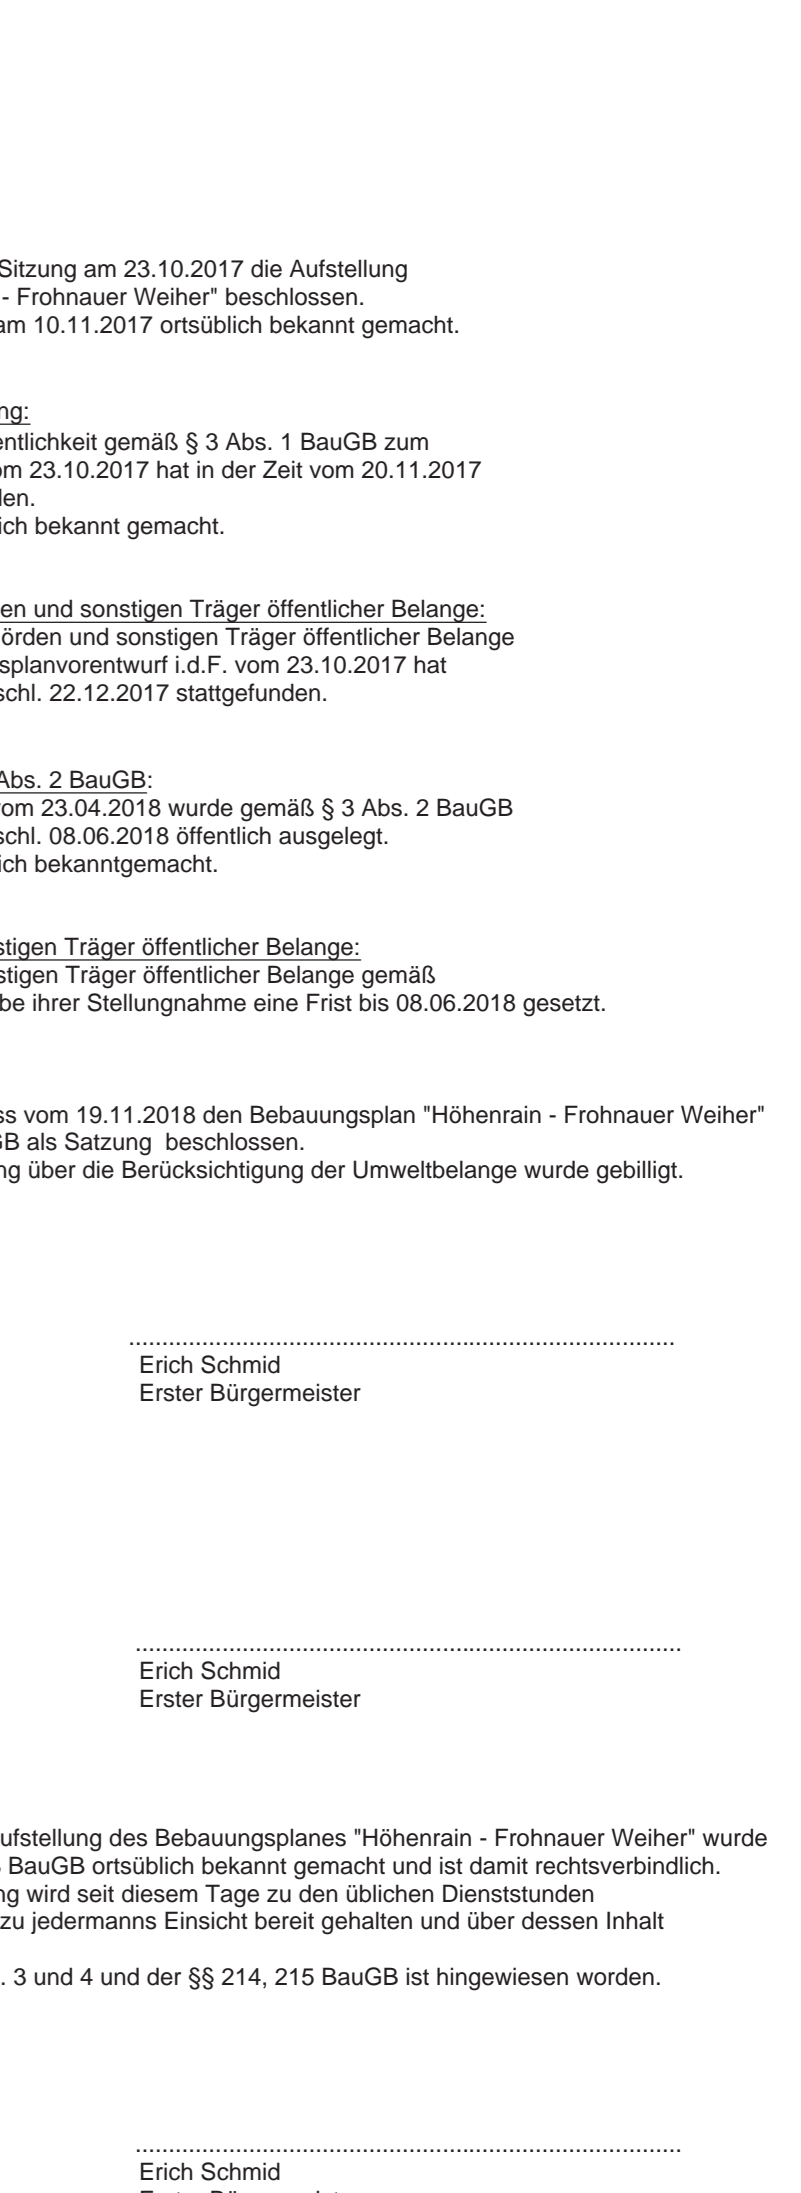 Sitzung am 23.10.2017 die Aufstellung
- Frohnauer Weiher" beschlossen.
am 10.11.2017 ortsüblich bekannt gemacht.
ng:
entlichkeit gemäß § 3 Abs. 1 BauGB zum
om 23.10.2017 hat in der Zeit vom 20.11.2017
den.
ich bekannt gemacht.
en und sonstigen Träger öffentlicher Belange:
örden und sonstigen Träger öffentlicher Belange
splanvorentwurf i.d.F. vom 23.10.2017 hat
schl. 22.12.2017 stattgefunden.
Abs. 2 BauGB:
vom 23.04.2018 wurde gemäß § 3 Abs. 2 BauGB
schl. 08.06.2018 öffentlich ausgelegt.
ich bekanntgemacht.
stigen Träger öffentlicher Belange:
stigen Träger öffentlicher Belange gemäß
be ihrer Stellungnahme eine Frist bis 08.06.2018 gesetzt.
ss vom 19.11.2018 den Bebauungsplan "Höhenrain - Frohnauer Weiher"
GB als Satzung beschlossen.
ng über die Berücksichtigung der Umweltbelange wurde gebilligt.
Erich Schmid
Erster Bürgermeister
Erich Schmid
Erster Bürgermeister
ufstellung des Bebauungsplanes "Höhenrain - Frohnauer Weiher" wurde
BauGB ortsüblich bekannt gemacht und ist damit rechtsverbindlich.
ng wird seit diesem Tage zu den üblichen Dienststunden
zu jedermanns Einsicht bereit gehalten und über dessen Inhalt
. 3 und 4 und der §§ 214, 215 BauGB ist hingewiesen worden.
Erich Schmid